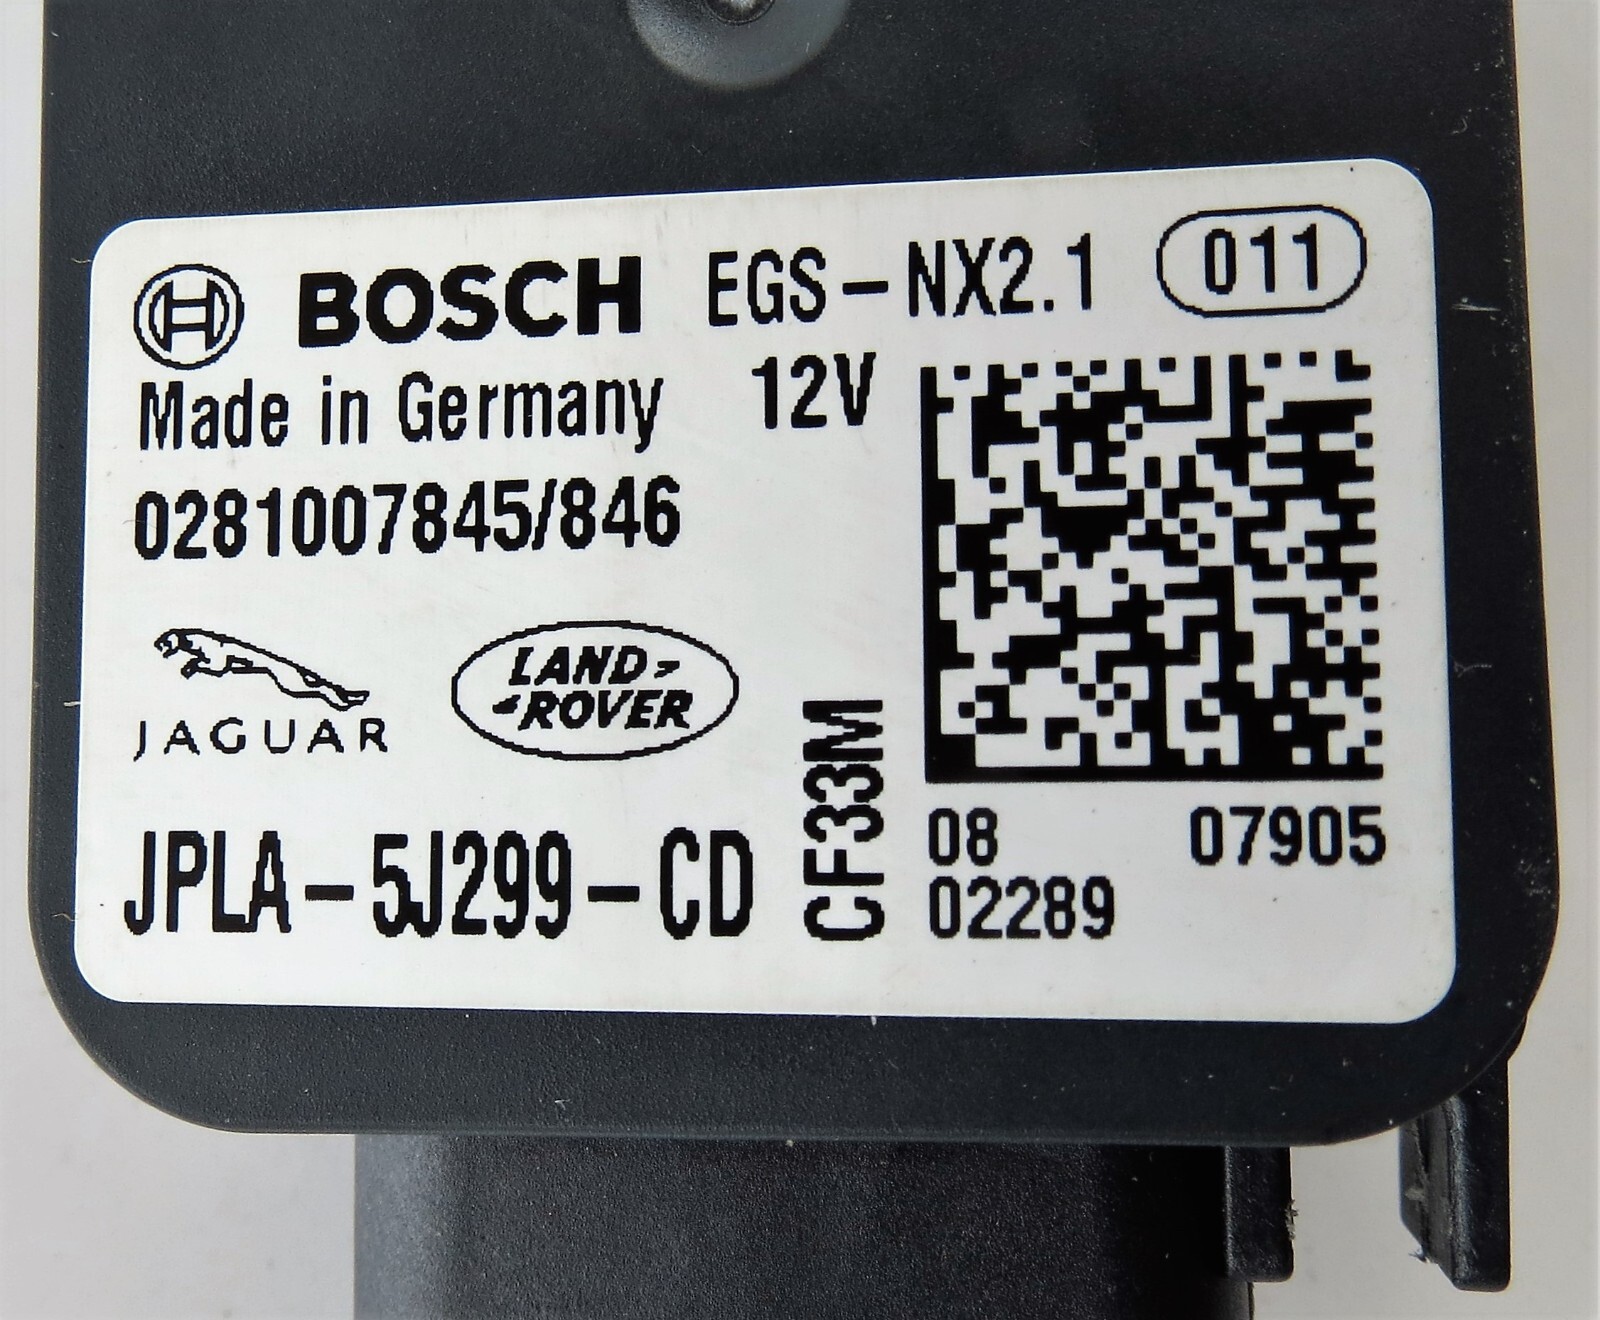 BOSCH EGS-NX2.1 011
Made in Germany 12V
0281007845/846
JAGUAR
LAND-
-ROVER
JPLA-5J299-CD
CF33M
08 07905
02289